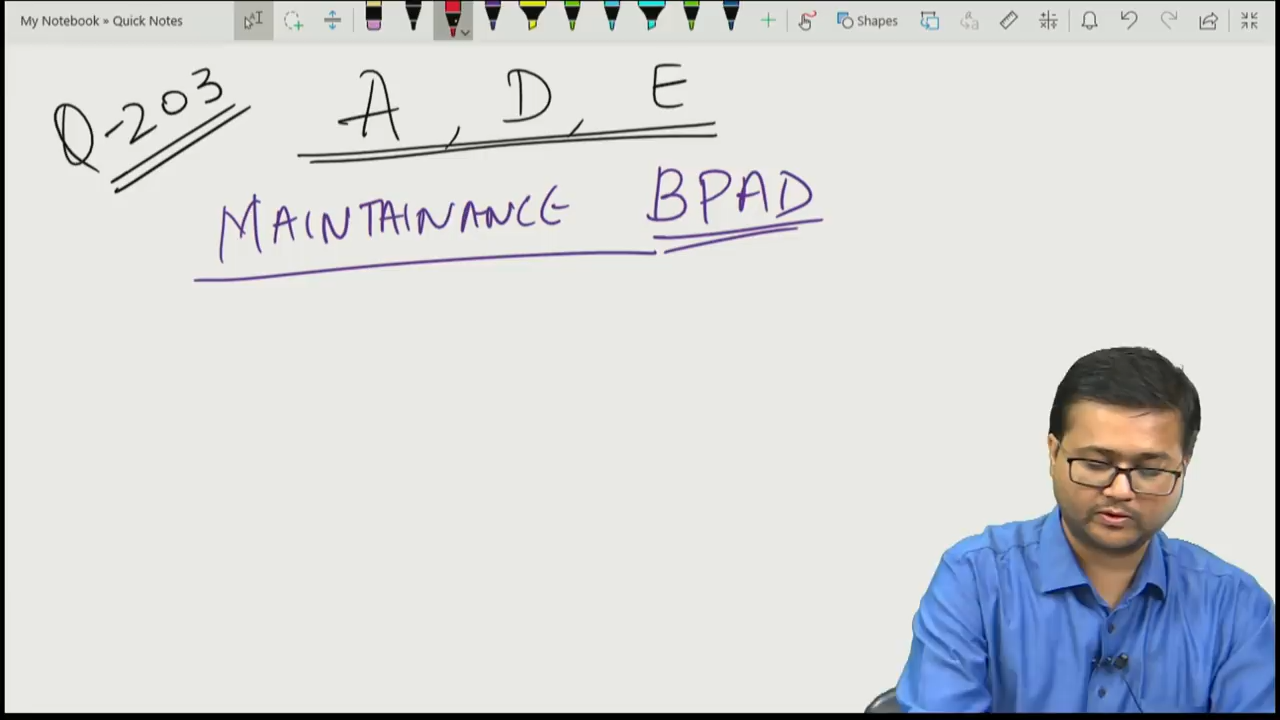 My Notebook » Quick Notes
Shapes
Q-203
A, D, E
MAINTAINANCE BPAD